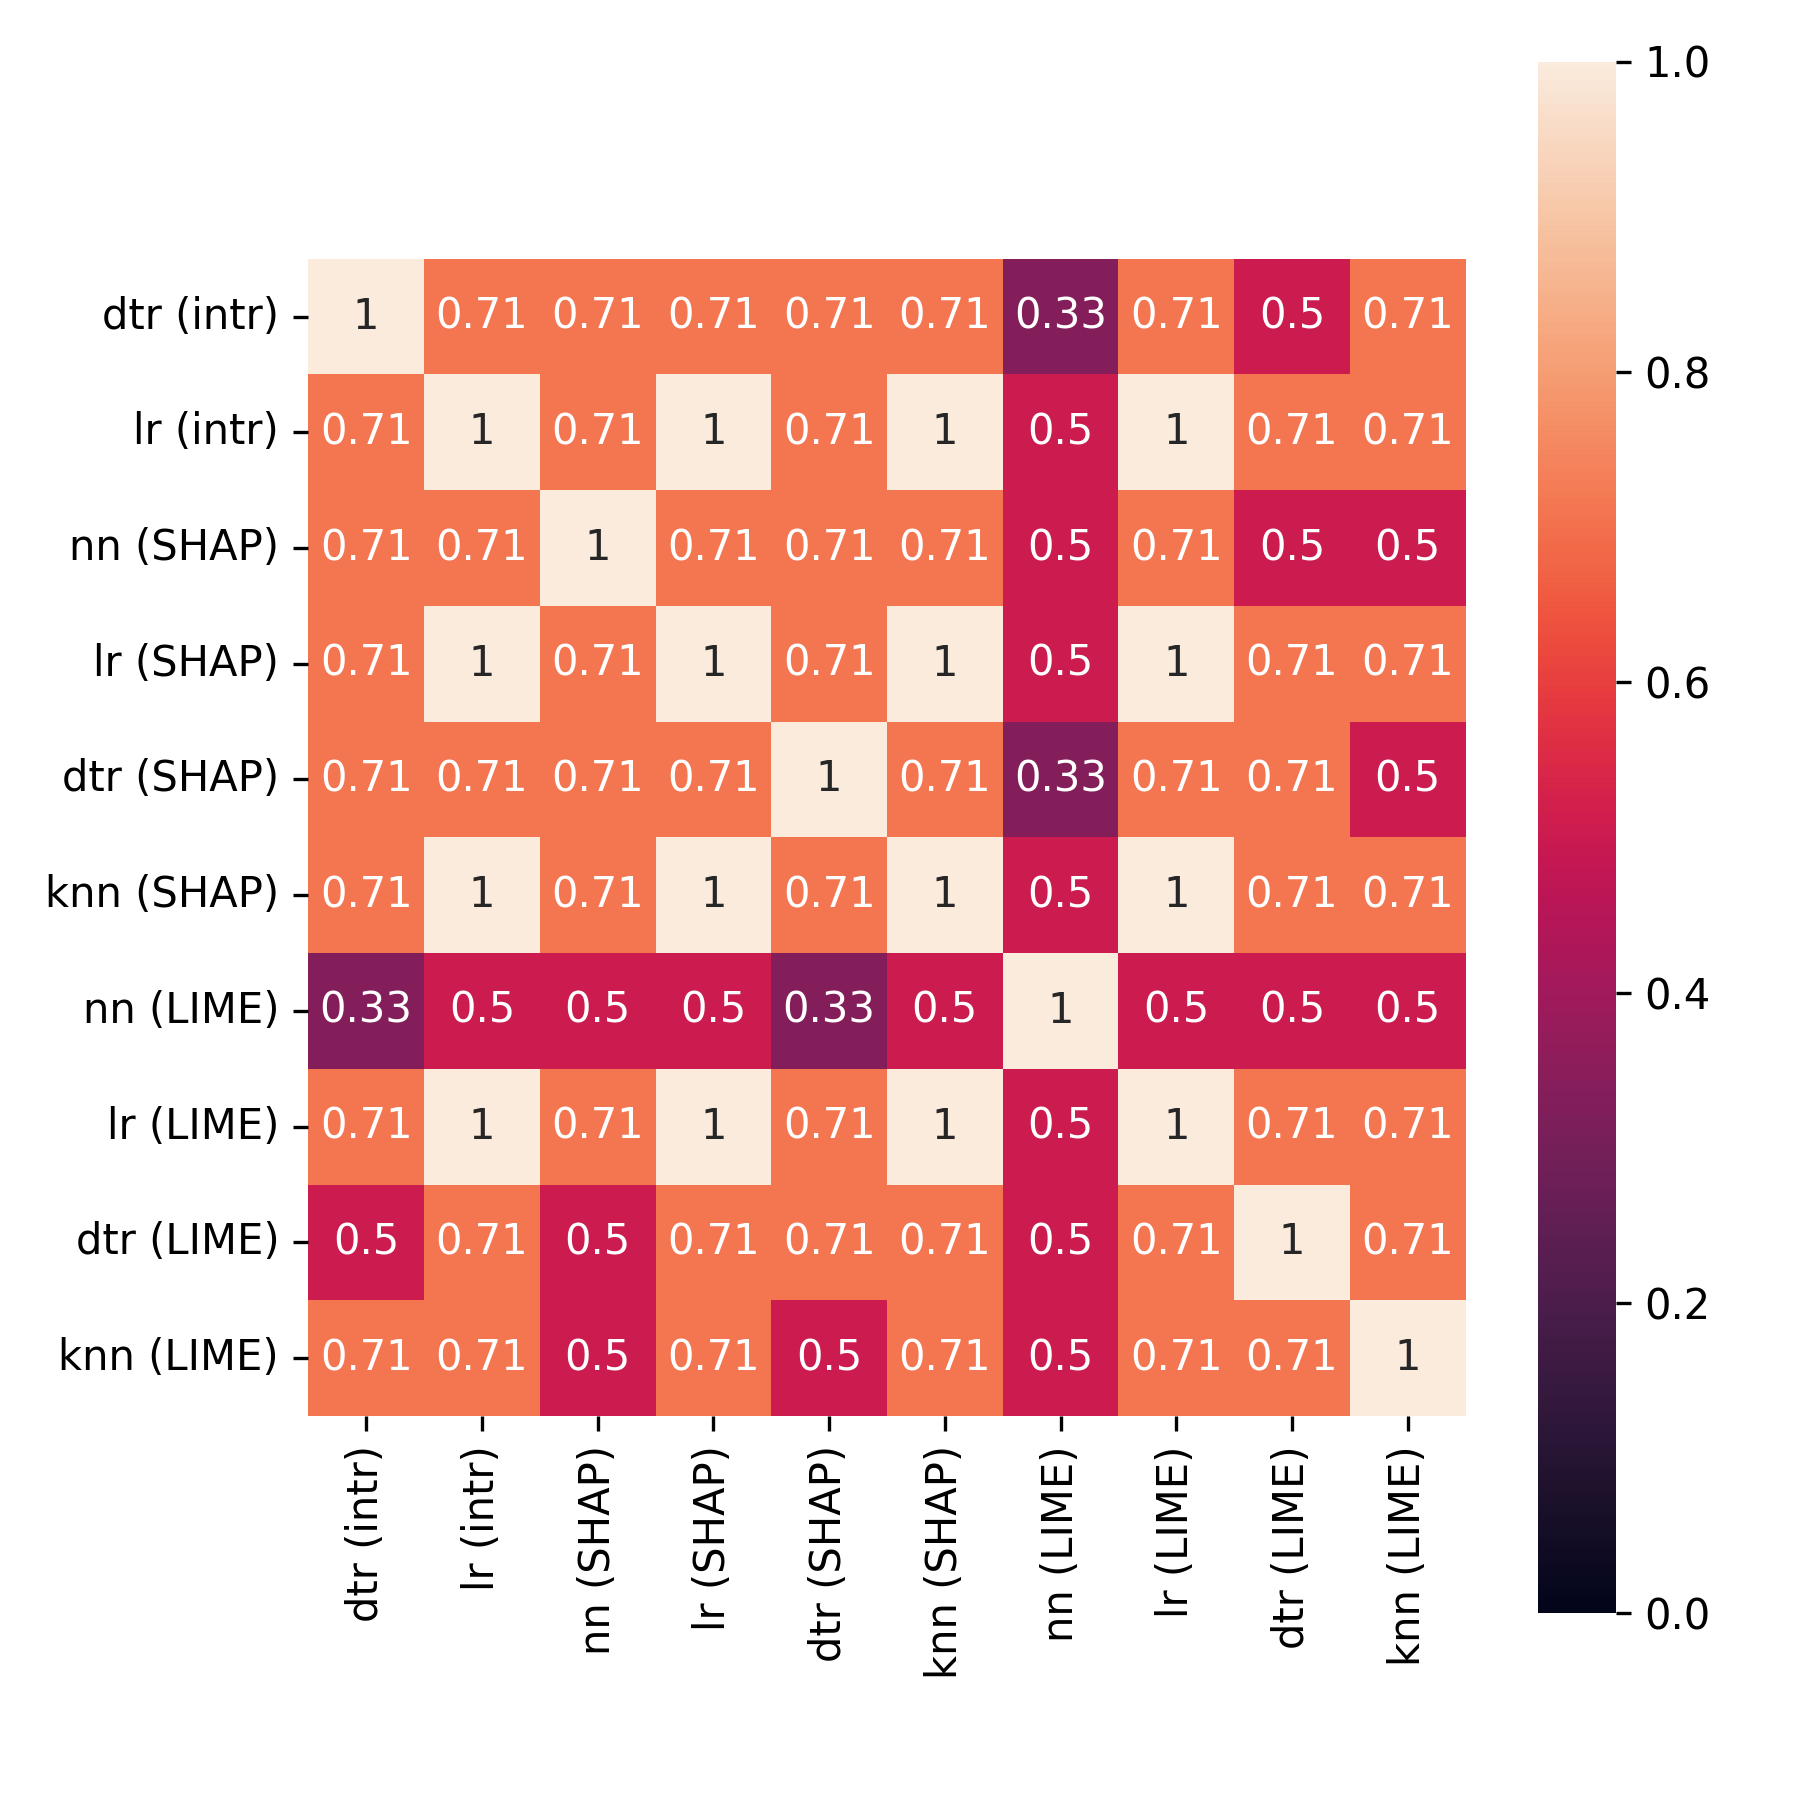 1.0
dtr (intr) 1 0.71 0.71 0.71 0.71 0.71 0.33 0.71 0.5 0.71
0.8
lr (intr) 0.71 1 0.71 1 0.71 1 0.5 1 0.71 0.71
nn (SHAP) 0.71 0.71 1 0.71 0.71 0.71 0.5 0.71 0.5 0.5
lr (SHAP) 0.71 1 0.71 1 0.71 1 0.5 1 0.71 0.71
0.6
dtr (SHAP) 0.71 0.71 0.71 0.71 1 0.71 0.33 0.71 0.71 0.5
knn (SHAP) 0.71 1 0.71 1 0.71 1 0.5 1 0.71 0.71
0.4
nn (LIME) 0.33 0.5 0.5 0.5 0.33 0.5 1 0.5 0.5 0.5
lr (LIME) 0.71 1 0.71 1 0.71 1 0.5 1 0.71 0.71
dtr (LIME) 0.5 0.71 0.5 0.71 0.71 0.71 0.5 0.71 1 0.71
0.2
knn (LIME) 0.71 0.71 0.5 0.71 0.5 0.71 0.5 0.71 0.71 1
0.0
dtr (intr)
lr (intr)
nn (SHAP)
lr (SHAP)
dtr (SHAP)
knn (SHAP)
nn (LIME)
lr (LIME)
dtr (LIME)
knn (LIME)